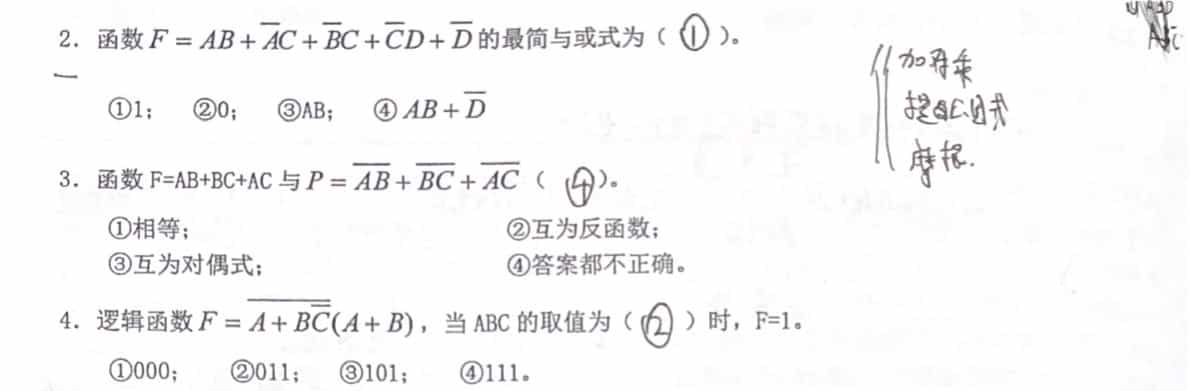 2. 函数 $F = AB + \overline{A}C + \overline{B}C + \overline{C}D + \overline{D}$ 的最简与或式为（ ① ）。
①1; ②0; ③AB; ④ $AB + \overline{D}$
3. 函数 F=AB+BC+AC 与 $P = \overline{AB} + \overline{BC} + \overline{AC}$ （ ④ ）。
①相等; ②互为反函数;
③互为对偶式; ④答案都不正确。
4. 逻辑函数 $F = \overline{A + B\overline{\overline{C}}}(A + B)$，当 ABC 的取值为（ ② ）时，F=1。
①000; ②011; ③101; ④111。
加 乘
提 因式
摩根.